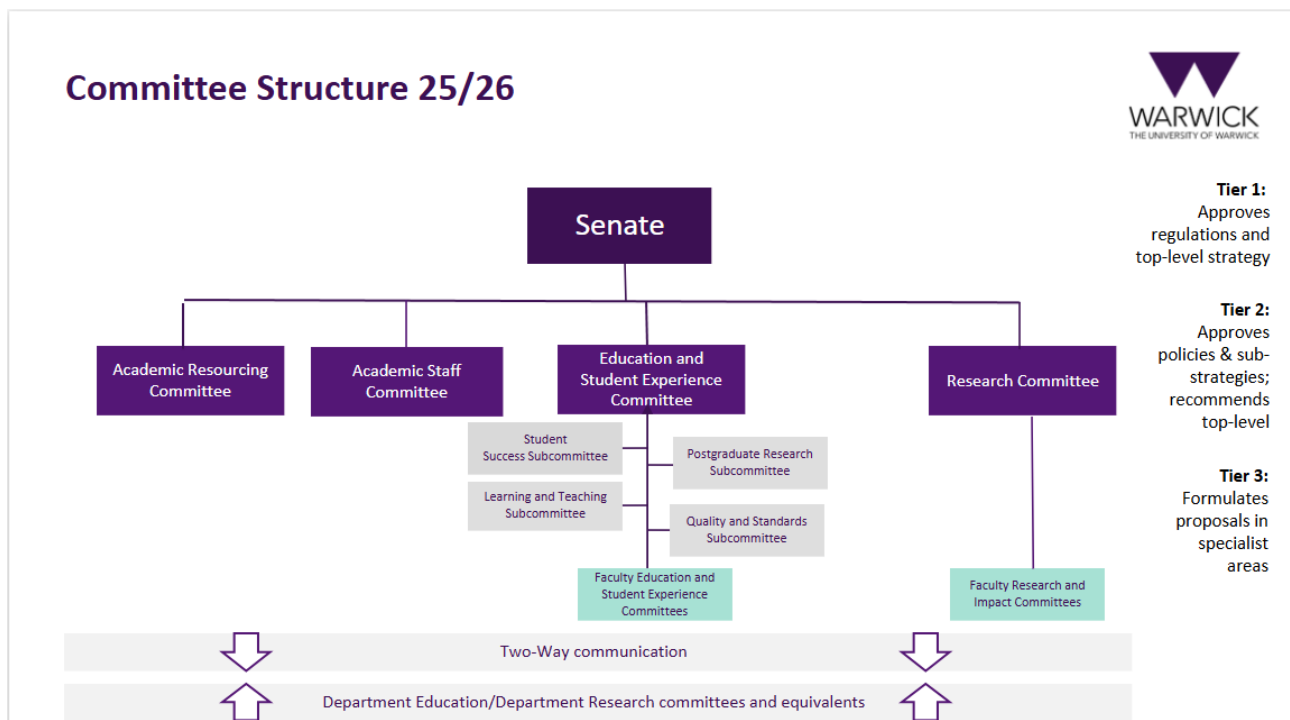 Committee Structure 25/26
WARWICK
THE UNIVERSITY OF WARWICK
Senate
Academic Resourcing
Committee
Academic Staff
Committee
Education and
Student Experience
Committee
Research Committee
Student
Success Subcommittee
Postgraduate Research
Subcommittee
Learning and Teaching
Subcommittee
Quality and Standards
Subcommittee
Faculty Education and
Student Experience
Committees
Faculty Research and
Impact Committees
Two-Way communication
Department Education/Department Research committees and equivalents
Tier 1:
Approves
regulations and
top-level strategy
Tier 2:
Approves
policies & sub-
strategies;
recommends
top-level
Tier 3:
Formulates
proposals in
specialist
areas